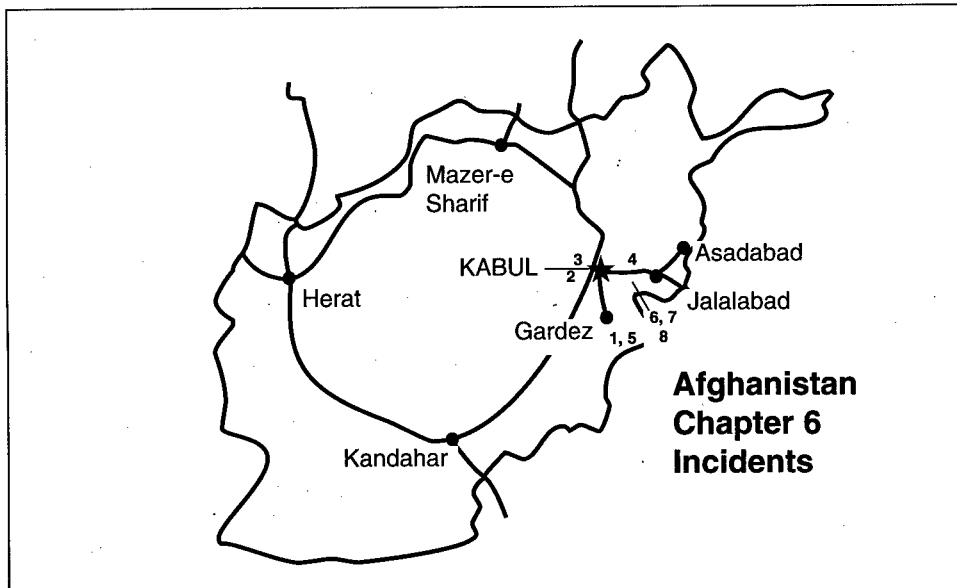 Mazer-e
Sharif
Asadabad
KABUL
3
2
4
Jalalabad
Herat
Gardez
1, 5
6, 7
8
Afghanistan
Chapter 6
Incidents
Kandahar